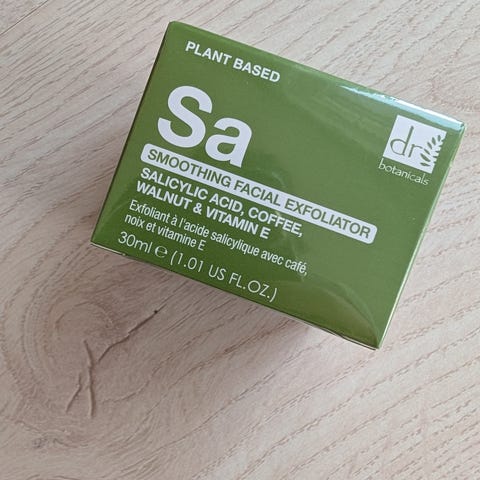 PLANT BASED
Sa
SMOOTHING FACIAL EXFOLIATOR
SALICYLIC ACID, COFFEE,
WALNUT & VITAMIN E
Exfoliant à l'acide salicylique avec café,
noix et vitamine E
30ml ℮ (1.01 US FL.OZ.)
dr
botanicals